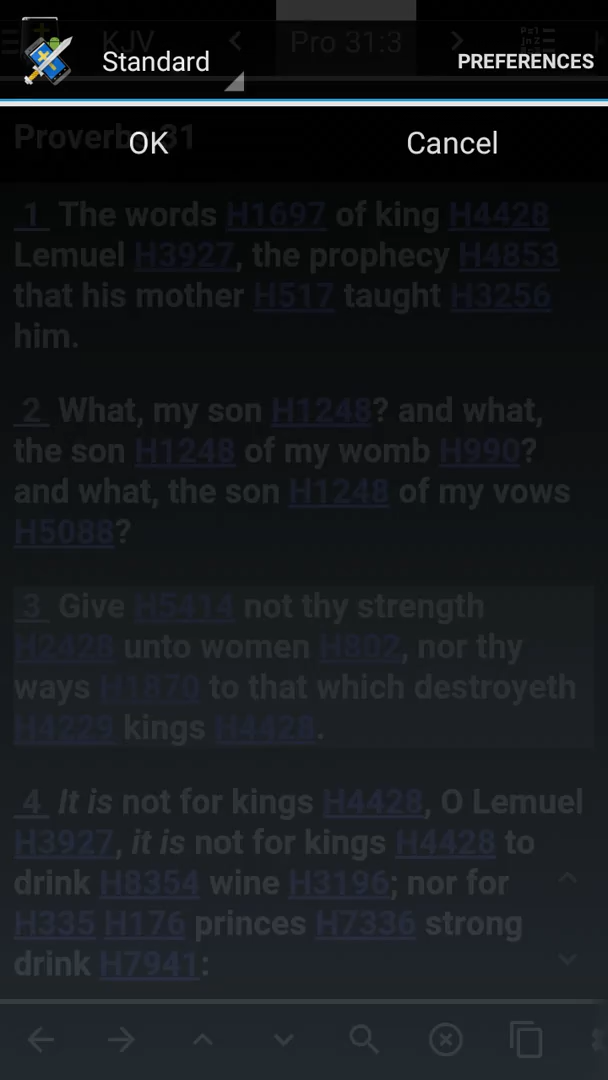 KJV < Pro 31:3 >
Standard PREFERENCES
Proverbs 31
OK Cancel
1 The words H1697 of king H4428
Lemuel H3927, the prophecy H4853
that his mother H517 taught H3256
him.
2 What, my son H1248? and what,
the son H1248 of my womb H990?
and what, the son H1248 of my vows
H5088?
3 Give H5414 not thy strength
H2428 unto women H802, nor thy
ways H1870 to that which destroyeth
H4229 kings H4428.
4 It is not for kings H4428, O Lemuel
H3927, it is not for kings H4428 to
drink H8354 wine H3196; nor for
H335 H176 princes H7336 strong
drink H7941: